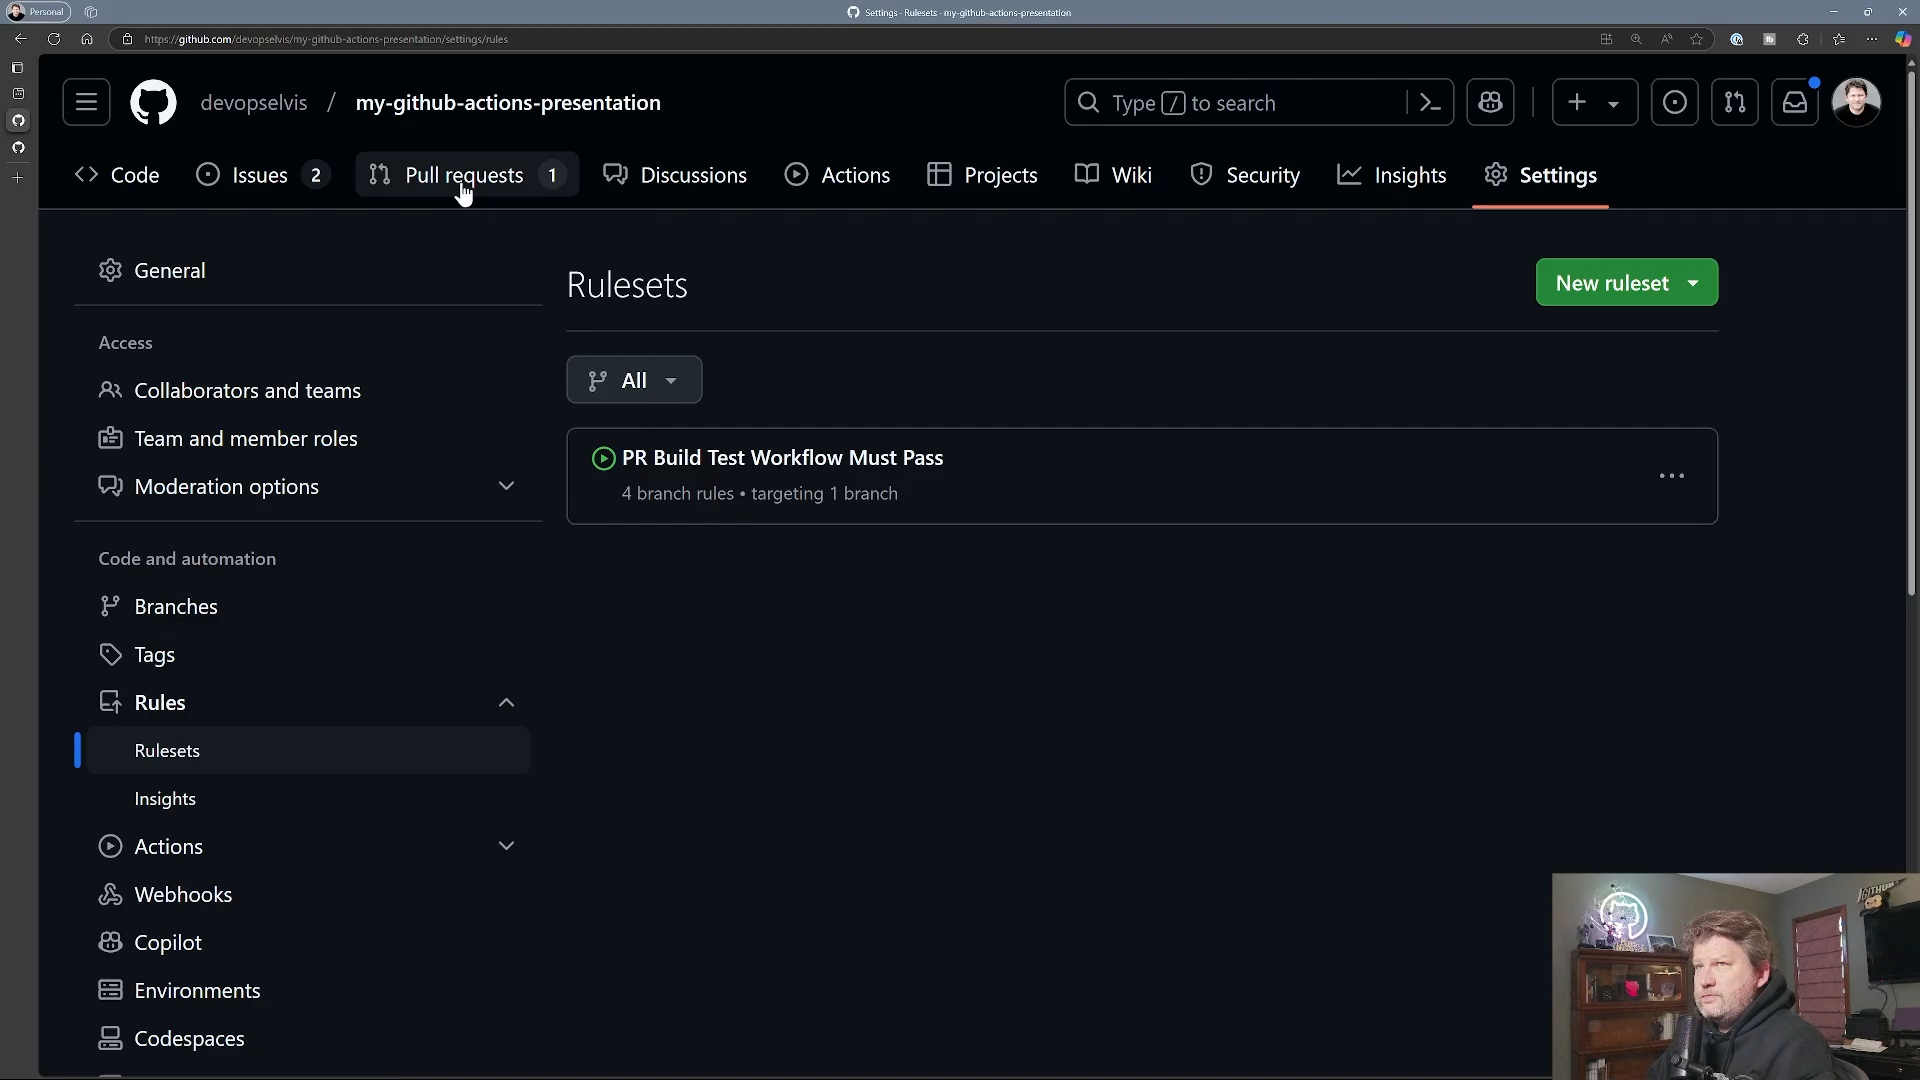 Personal
Settings · Rulesets · my-github-actions-presentation
https://github.com/devopselvis/my-github-actions-presentation/settings/rules
devopselvis / my-github-actions-presentation
Type / to search
Code
Issues 2
Pull requests 1
Discussions
Actions
Projects
Wiki
Security
Insights
Settings
General
Access
Collaborators and teams
Team and member roles
Moderation options
Code and automation
Branches
Tags
Rules
Rulesets
Insights
Actions
Webhooks
Copilot
Environments
Codespaces
Rulesets
New ruleset
All
PR Build Test Workflow Must Pass
4 branch rules • targeting 1 branch
GITHUB